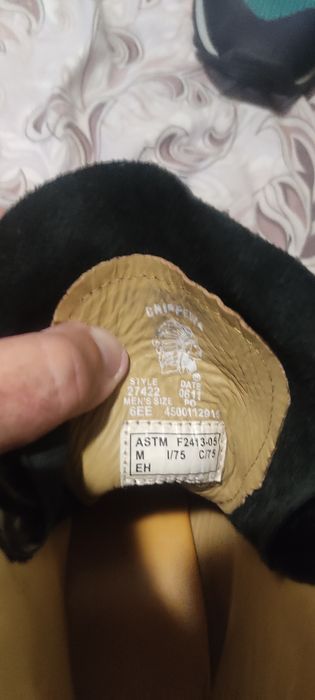 CHIPPEWA
STYLE DATE
27422 0611
MEN'S SIZE PO
6EE 4500112016
ASTM F2413-05
M I/75 C/75
EH